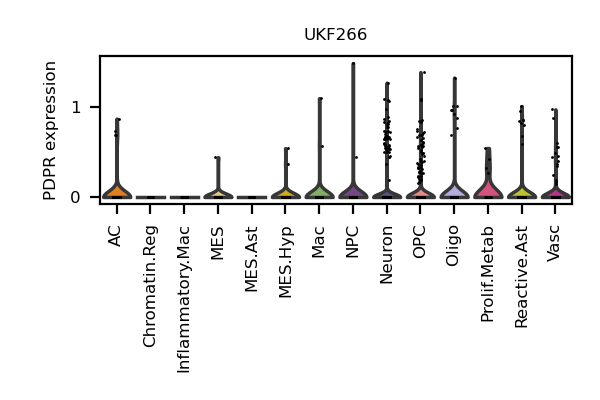 UKF266
PDPR expression
1
0
AC
Chromatin.Reg
Inflammatory.Mac
MES
MES.Ast
MES.Hyp
Mac
NPC
Neuron
OPC
Oligo
Prolif.Metab
Reactive.Ast
Vasc